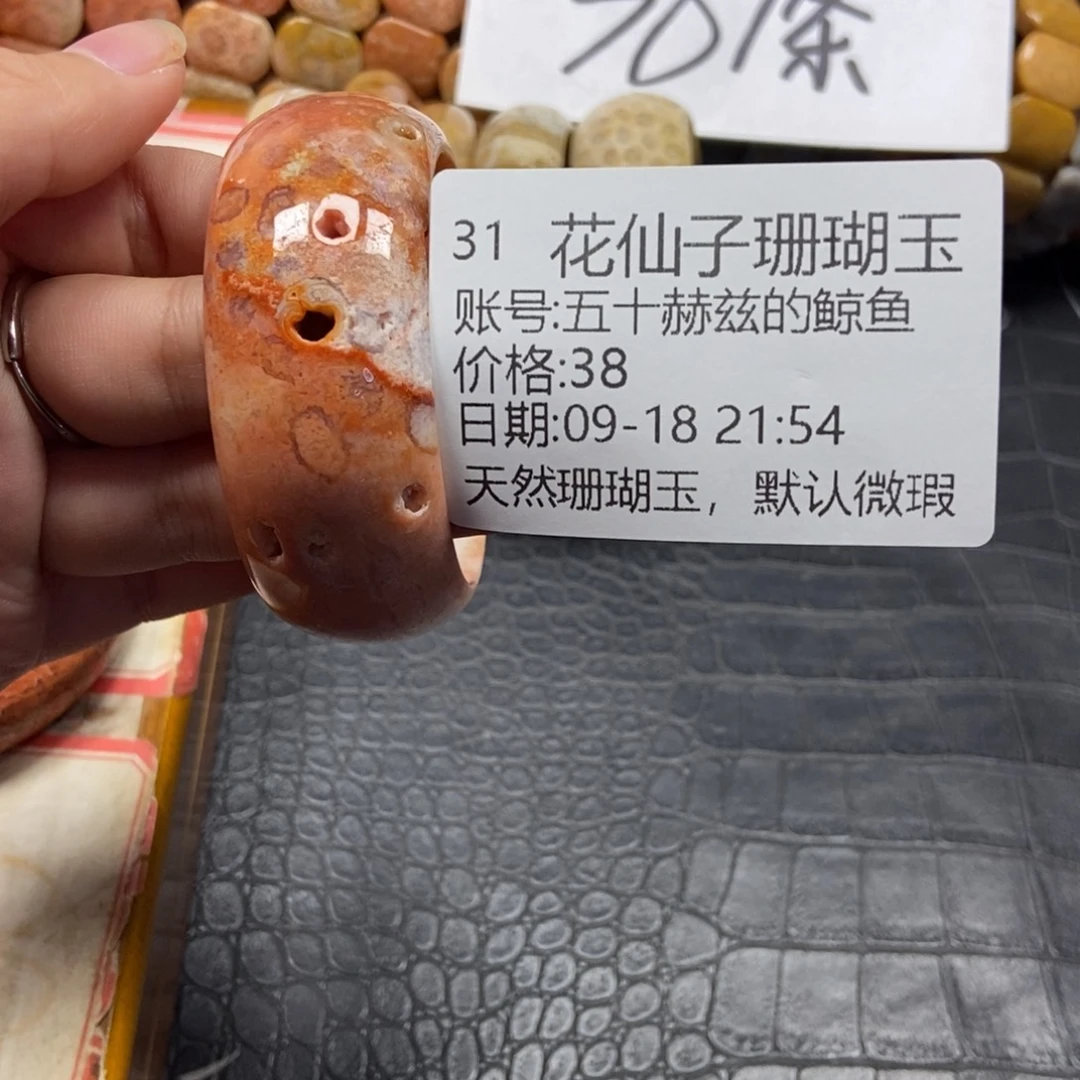 条
31 花仙子珊瑚玉
账号:五十赫兹的鲸鱼
价格:38
日期:09-18 21:54
天然珊瑚玉，默认微瑕